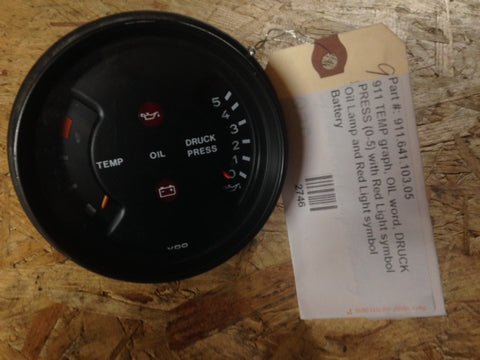 5
4
3
2
1
0
DRUCK
PRESS
TEMP
OIL
VDO
Part #: 911.641.103.05
911 TEMP graph, OIL word, DRUCK
PRESS (0-5) with Red Light symbol
Oil Lamp and Red Light symbol
Battery
2746